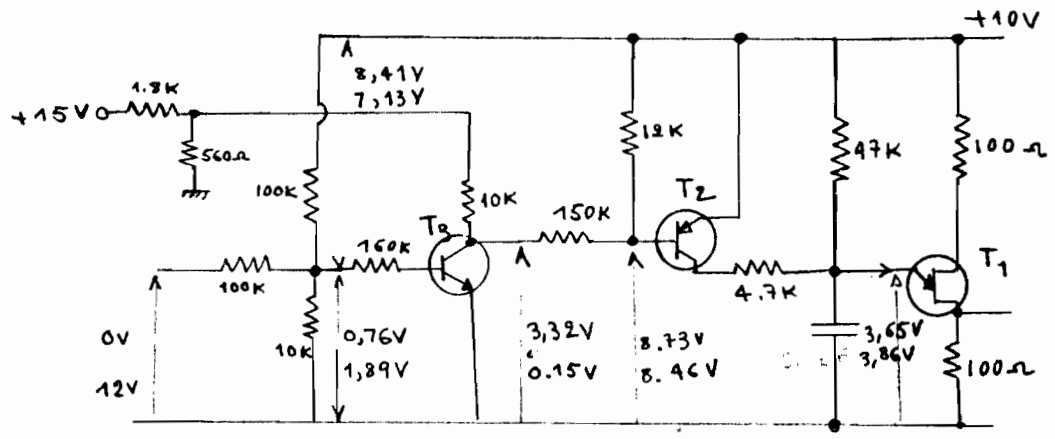 +10V
8,41V
7,13V
1.8K
+15V
560Ω
12K
47K
100Ω
100K
10K
T2
T3
150K
160K
100K
4.7K
T1
0V
12V
10K
0,76V
1,89V
3,32V
0.15V
8.73V
8.46V
3,65V
3,86V
100Ω